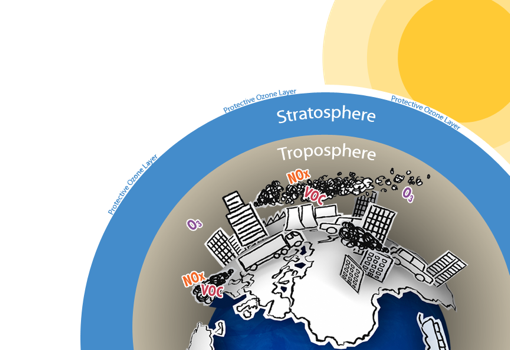 Protective Ozone Layer
Protective Ozone Layer
Stratosphere
Protective Ozone Layer
Troposphere
NOx
VOC
O₃
O₃
NOx
VOC